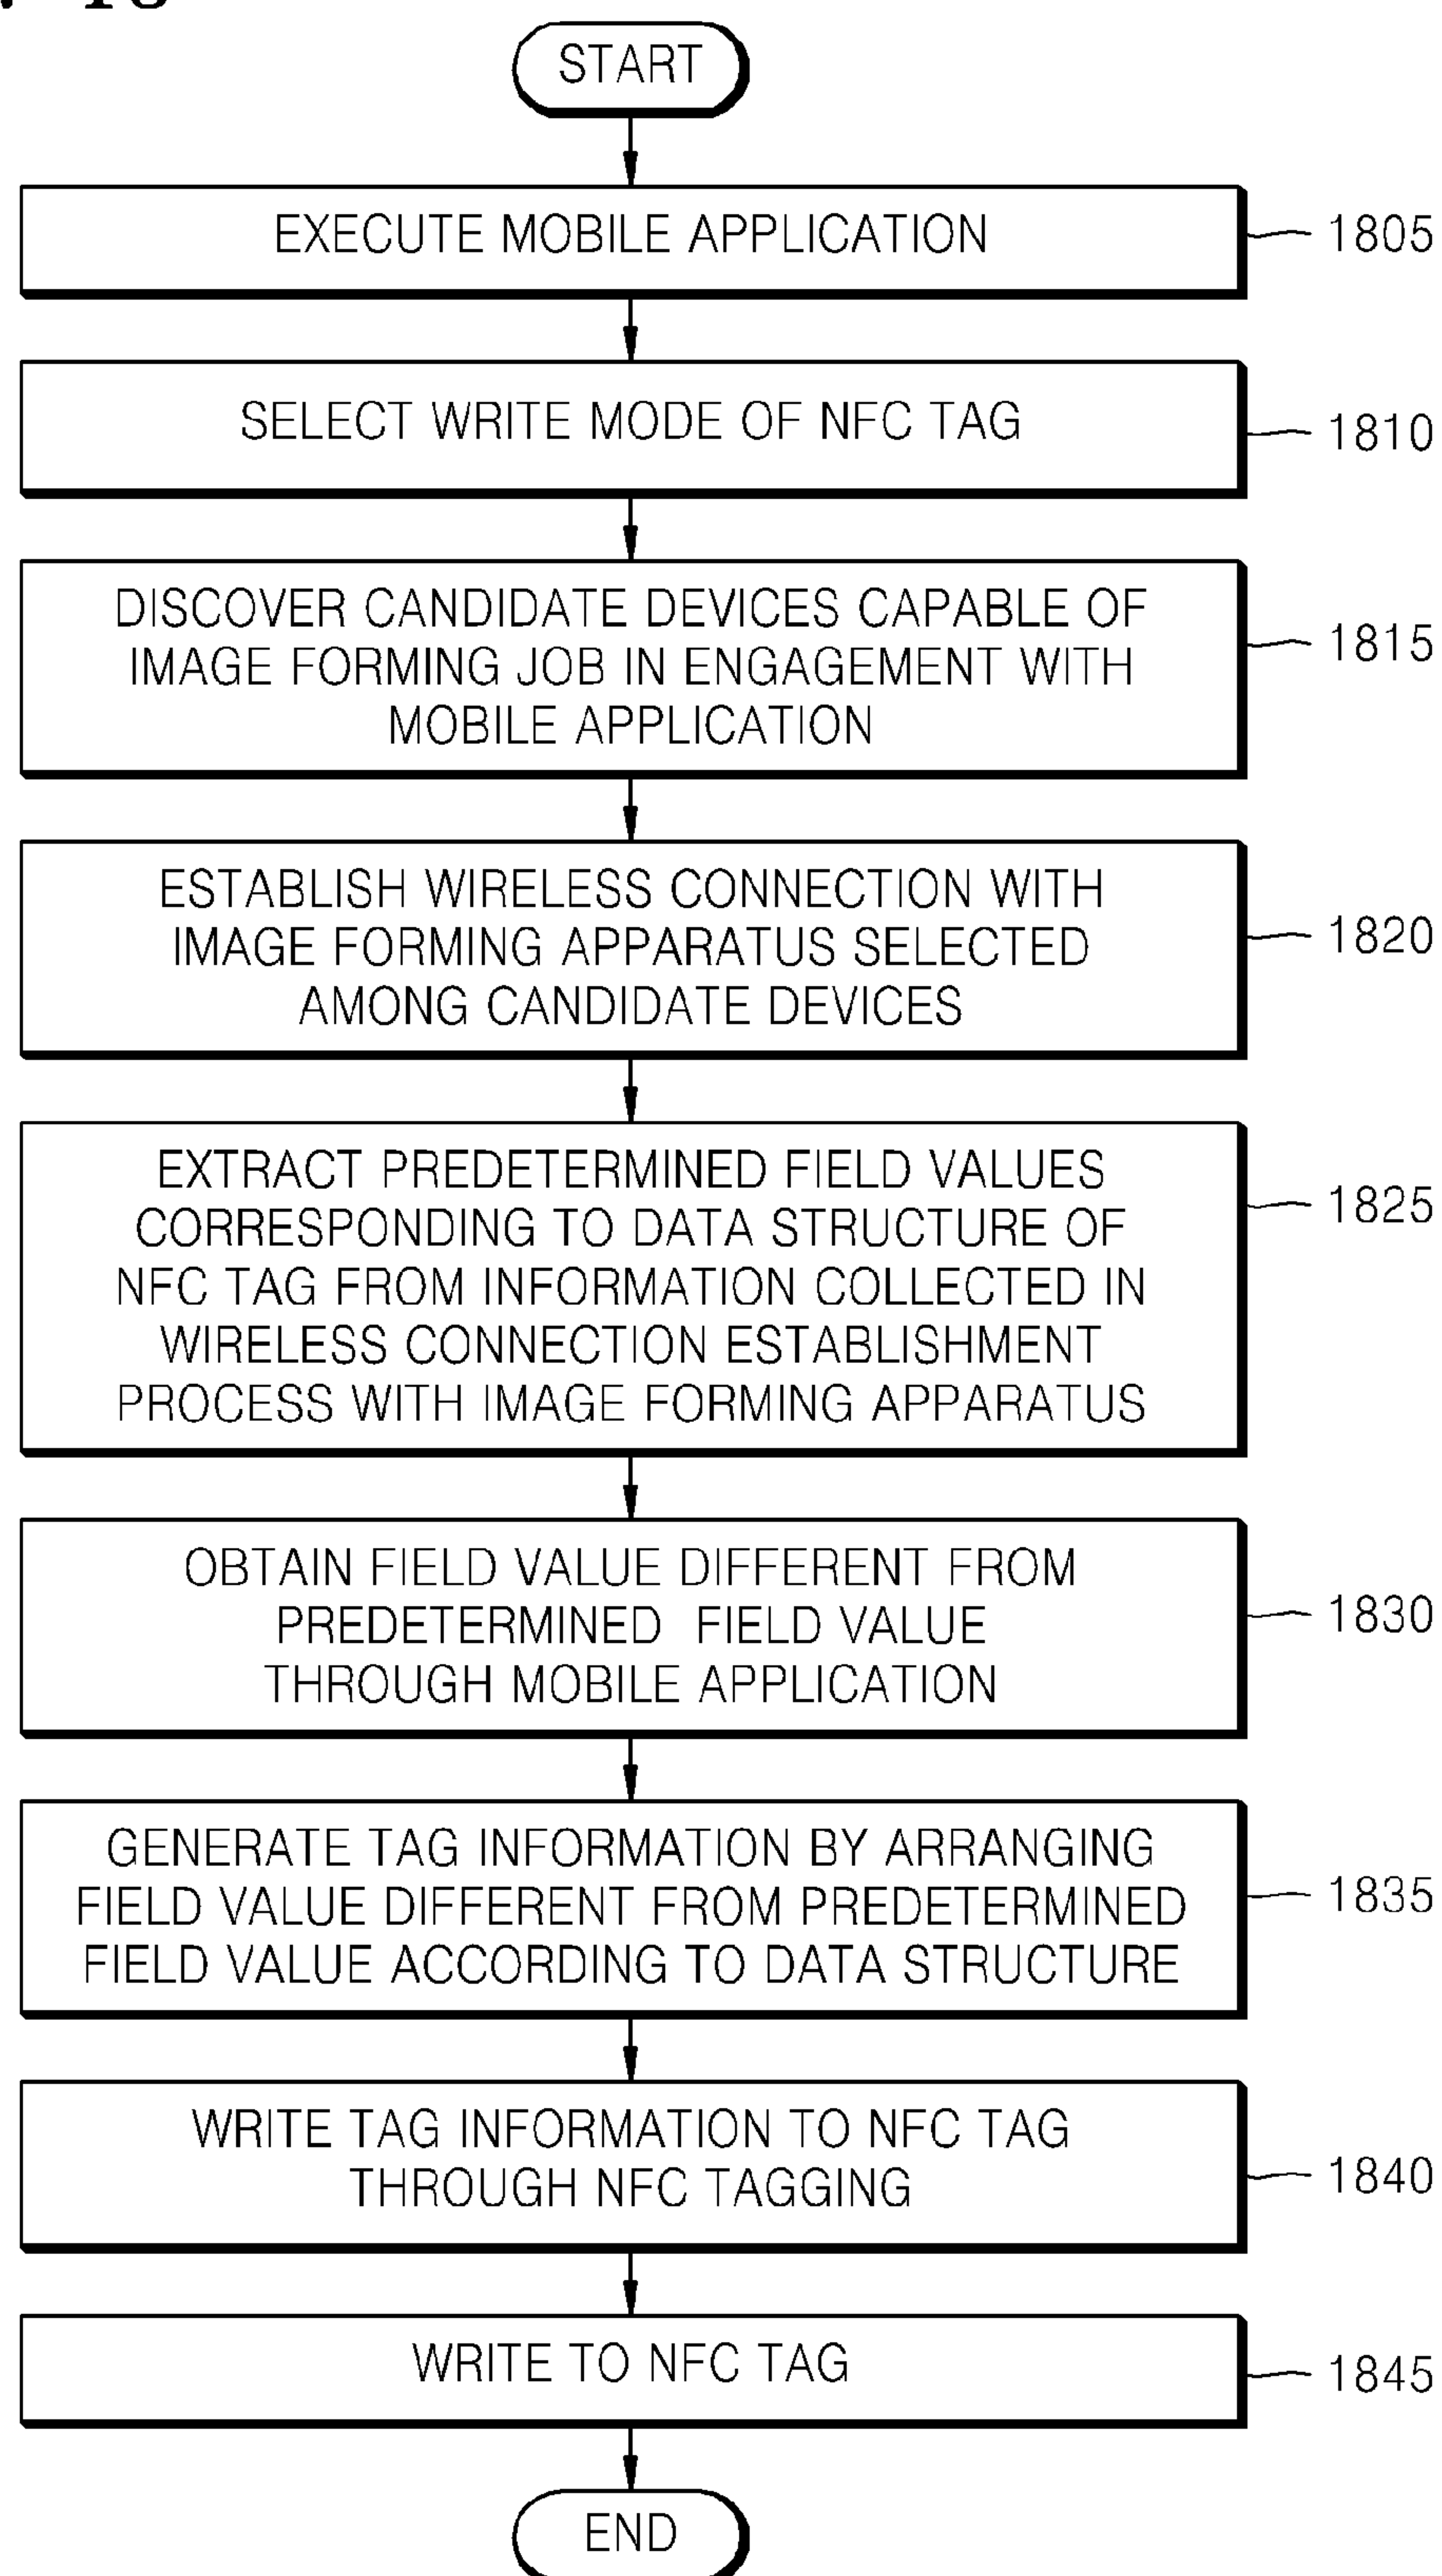 START
EXECUTE MOBILE APPLICATION
1805
SELECT WRITE MODE OF NFC TAG
1810
DISCOVER CANDIDATE DEVICES CAPABLE OF
IMAGE FORMING JOB IN ENGAGEMENT WITH
MOBILE APPLICATION
1815
ESTABLISH WIRELESS CONNECTION WITH
IMAGE FORMING APPARATUS SELECTED
AMONG CANDIDATE DEVICES
1820
EXTRACT PREDETERMINED FIELD VALUES
CORRESPONDING TO DATA STRUCTURE OF
NFC TAG FROM INFORMATION COLLECTED IN
WIRELESS CONNECTION ESTABLISHMENT
PROCESS WITH IMAGE FORMING APPARATUS
1825
OBTAIN FIELD VALUE DIFFERENT FROM
PREDETERMINED FIELD VALUE
THROUGH MOBILE APPLICATION
1830
GENERATE TAG INFORMATION BY ARRANGING
FIELD VALUE DIFFERENT FROM PREDETERMINED
FIELD VALUE ACCORDING TO DATA STRUCTURE
1835
WRITE TAG INFORMATION TO NFC TAG
THROUGH NFC TAGGING
1840
WRITE TO NFC TAG
1845
END